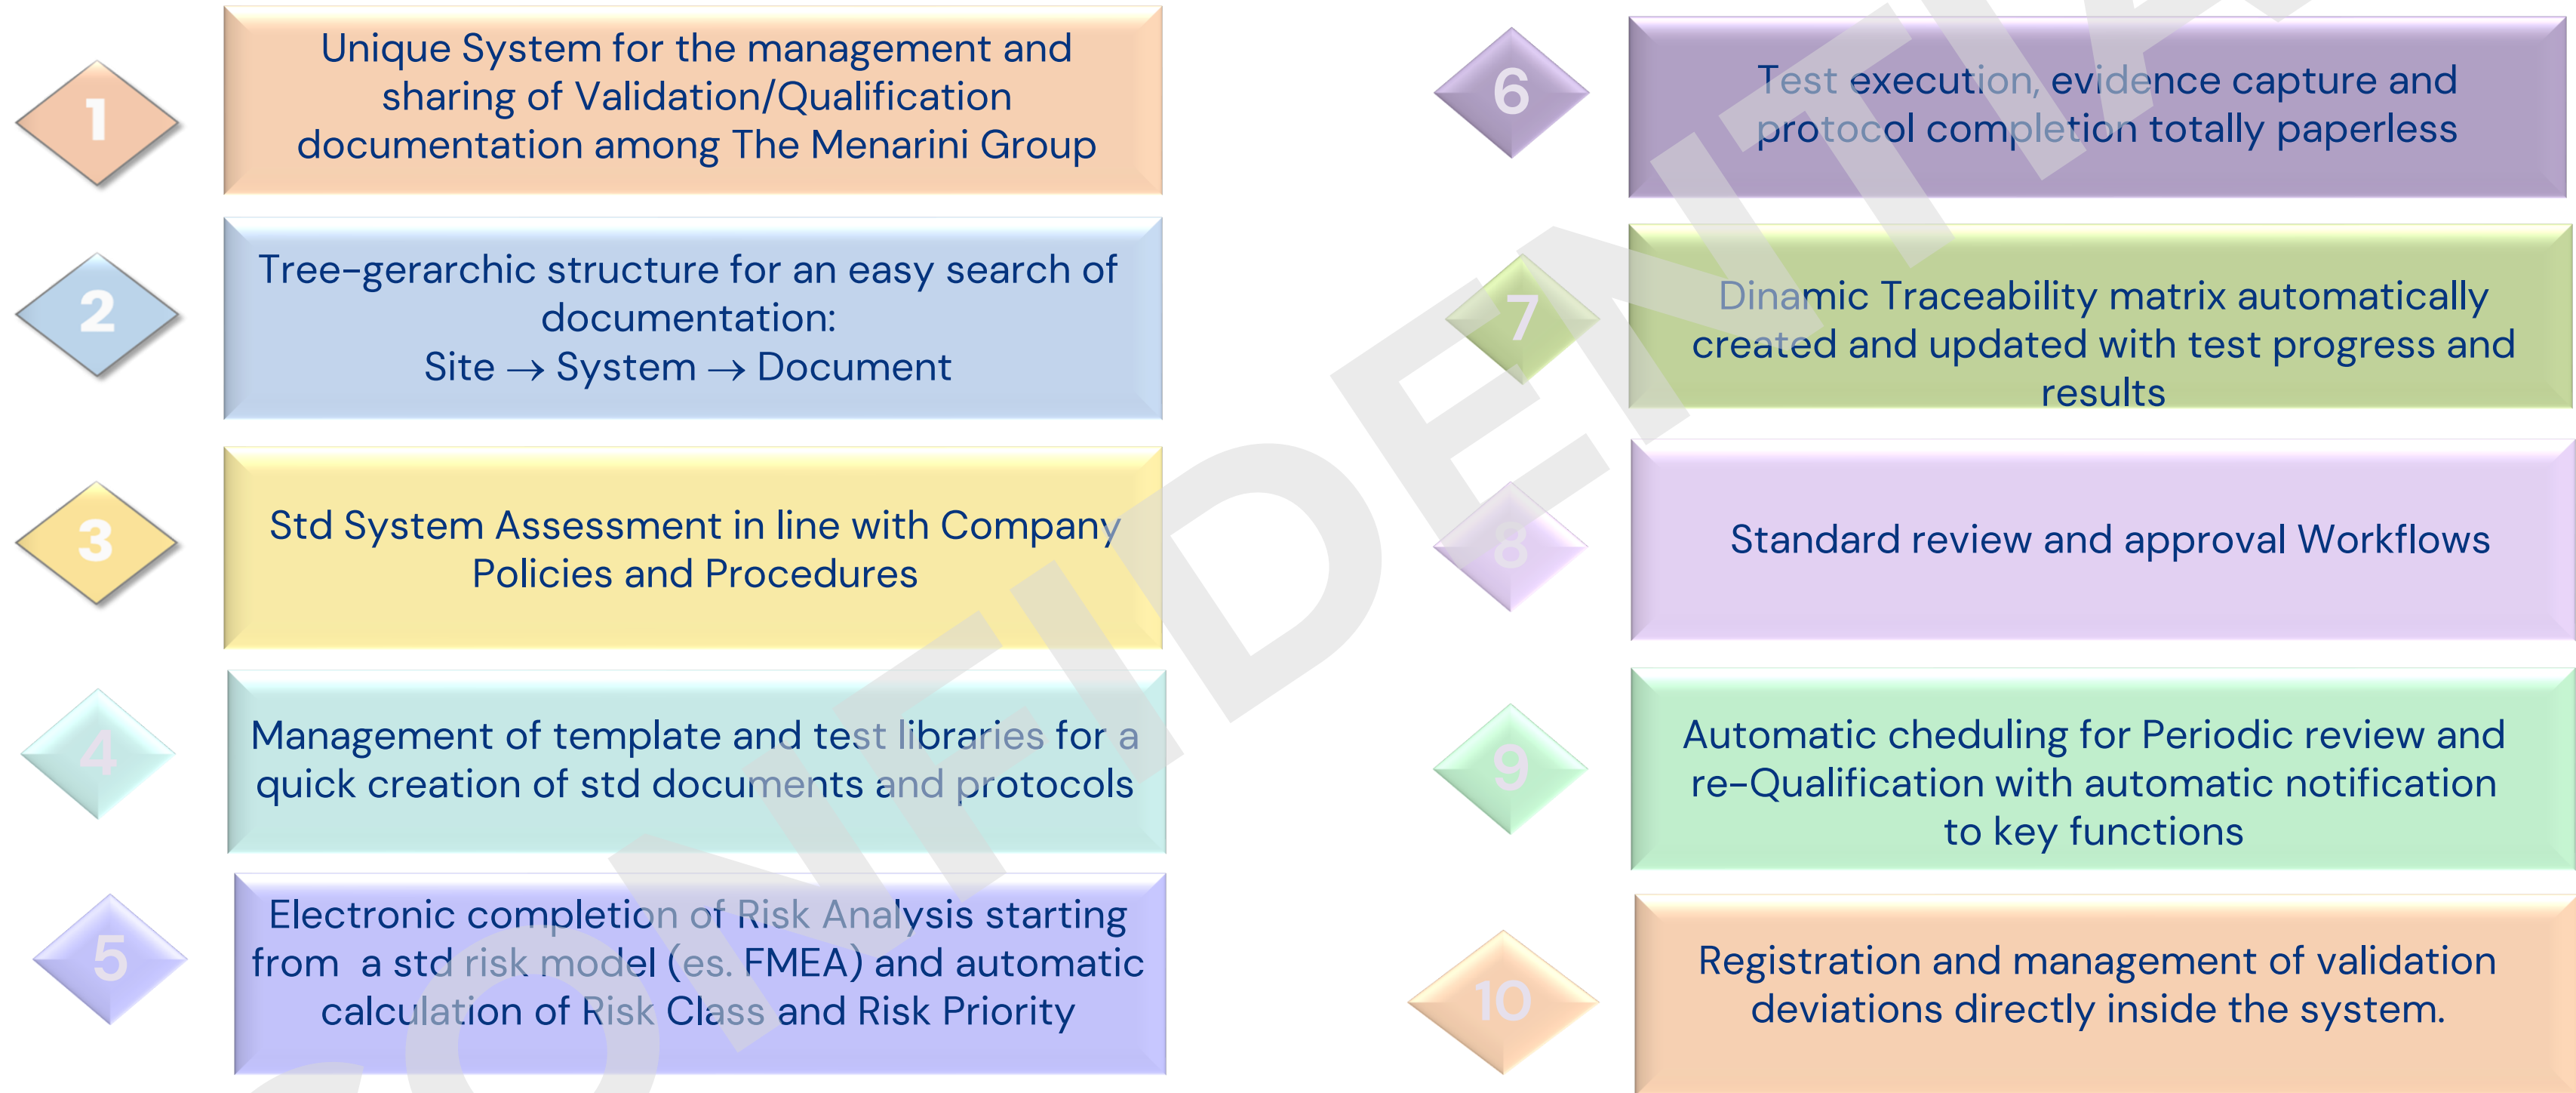 1
Unique System for the management and
sharing of Validation/Qualification
documentation among The Menarini Group
2
Tree-gerarchic structure for an easy search of
documentation:
Site → System → Document
3
Std System Assessment in line with Company
Policies and Procedures
4
Management of template and test libraries for a
quick creation of std documents and protocols
5
Electronic completion of Risk Analysis starting
from a std risk model (es. FMEA) and automatic
calculation of Risk Class and Risk Priority
6
Test execution, evidence capture and
protocol completion totally paperless
7
Dinamic Traceability matrix automatically
created and updated with test progress and
results
8
Standard review and approval Workflows
9
Automatic cheduling for Periodic review and
re-Qualification with automatic notification
to key functions
10
Registration and management of validation
deviations directly inside the system.
CONFIDENTIA